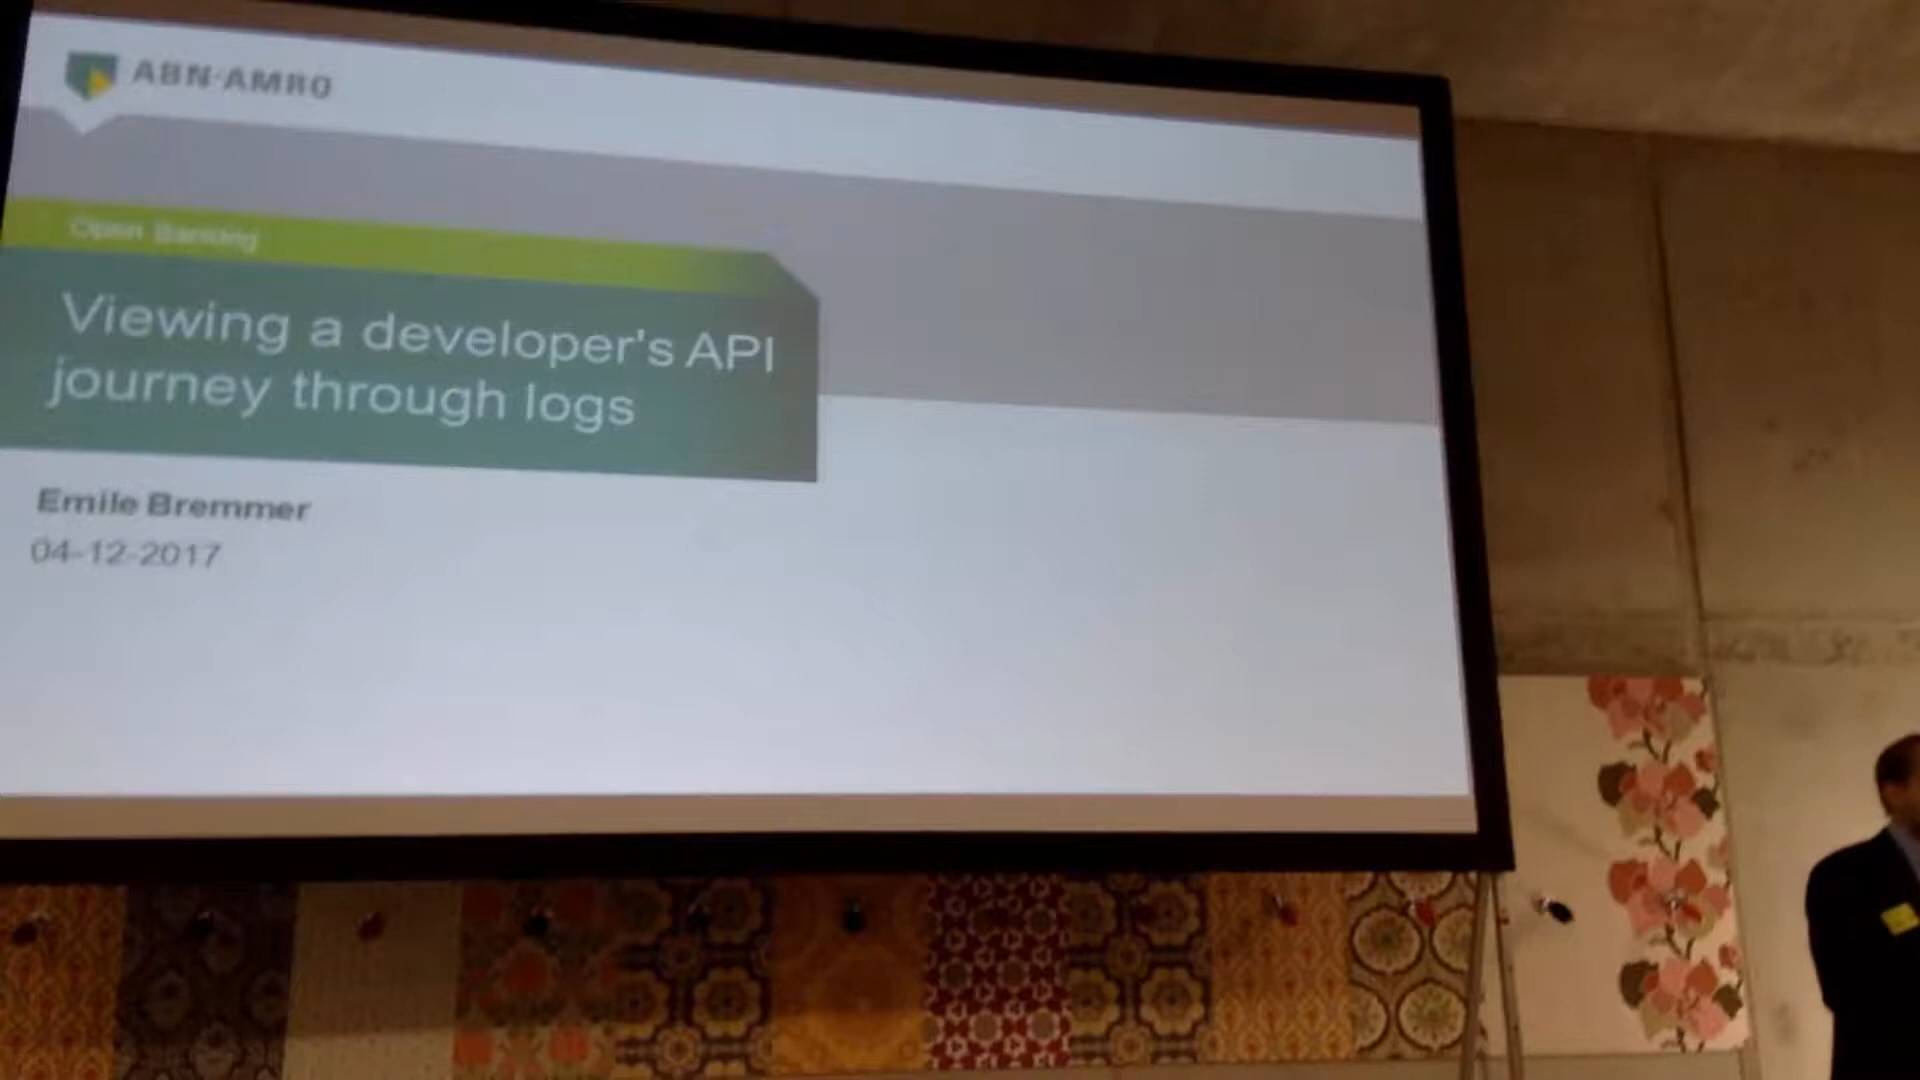 ABN·AMRO
Open Banking
Viewing a developer's API
journey through logs
Emile Bremmer
04-12-2017